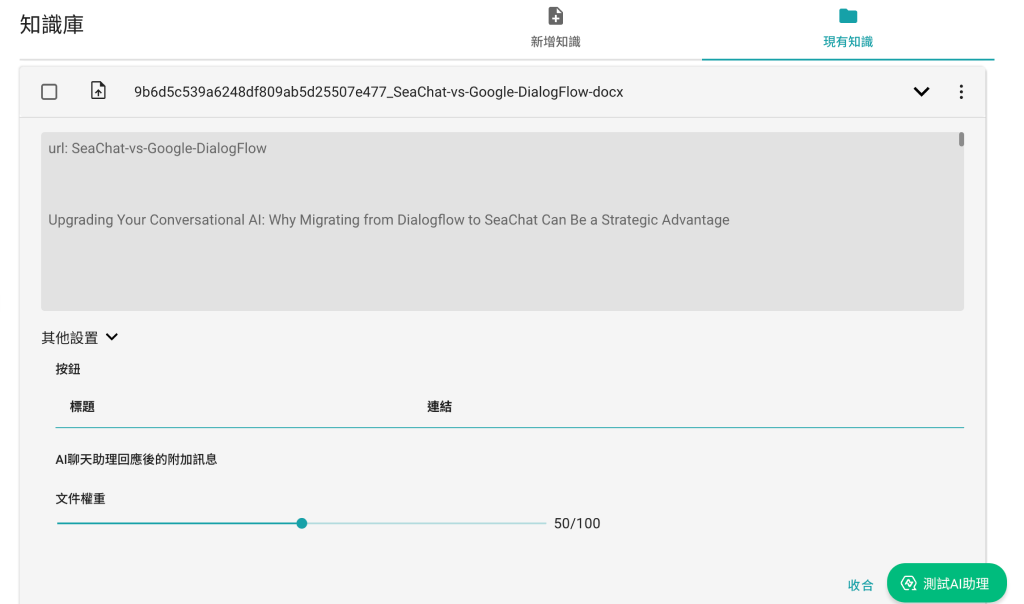 知識庫
新增知識
現有知識
9b6d5c539a6248df809ab5d25507e477_SeaChat-vs-Google-DialogFlow-docx
url: SeaChat-vs-Google-DialogFlow
Upgrading Your Conversational AI: Why Migrating from Dialogflow to SeaChat Can Be a Strategic Advantage
其他設置
按鈕
標題 連結
AI聊天助理回應後的附加訊息
文件權重
50/100
收合
測試AI助理